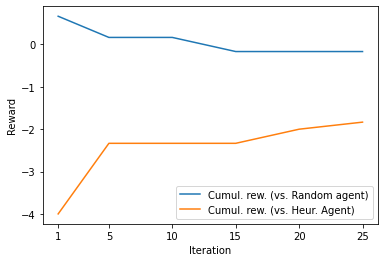 0
−1
−2
−3
−4
Reward
1 5 10 15 20 25
Iteration
Cumul. rew. (vs. Random agent)
Cumul. rew. (vs. Heur. Agent)